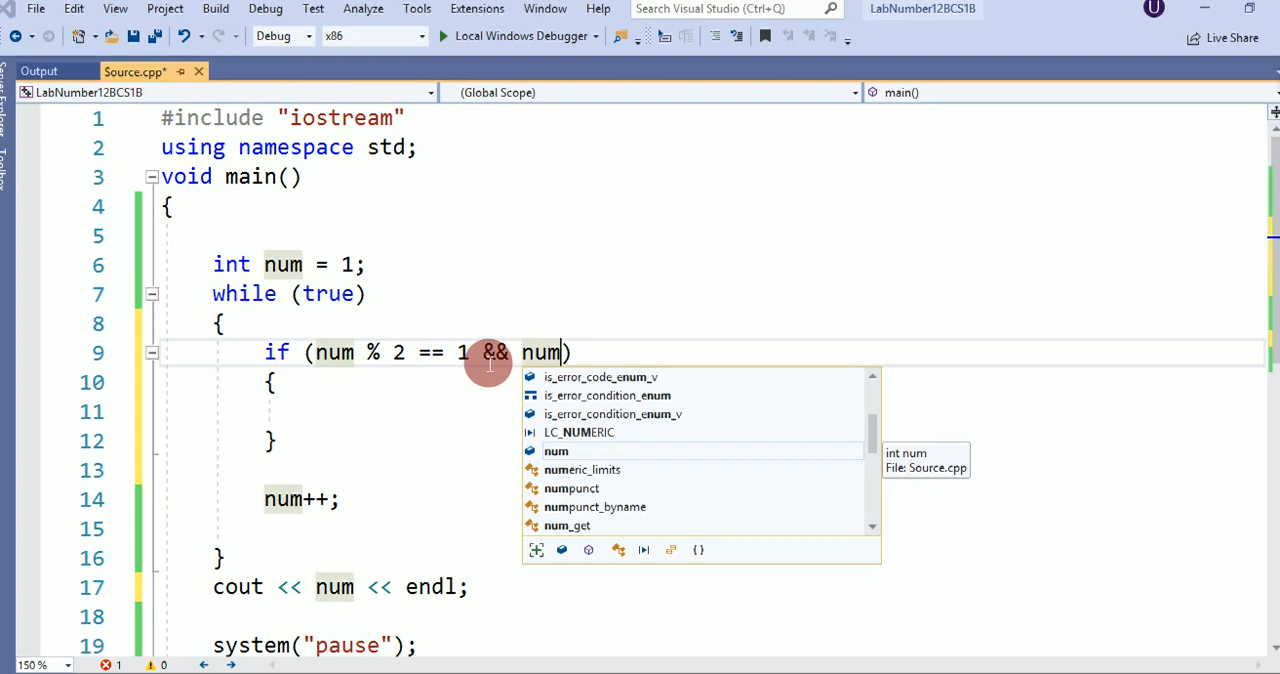 File Edit View Project Build Debug Test Analyze Tools Extensions Window Help Search Visual Studio (Ctrl+Q) LabNumber12BCS1B U
Debug x86 Local Windows Debugger Live Share
Server Explorer Toolbox
Output Source.cpp*
LabNumber12BCS1B (Global Scope) main()
1 #include "iostream"
2 using namespace std;
3 void main()
4 {
5
6 int num = 1;
7 while (true)
8 {
9 if (num % 2 == 1 && num)
10 {
is_error_code_enum_v
is_error_condition_enum
11
is_error_condition_enum_v
LC_NUMERIC
12 }
num int num
numeric_limits File: Source.cpp
13
numpunct
14 num++;
numpunct_byname
num_get
15
{ }
16 }
17 cout << num << endl;
18
19 system("pause");
150 % 1 0